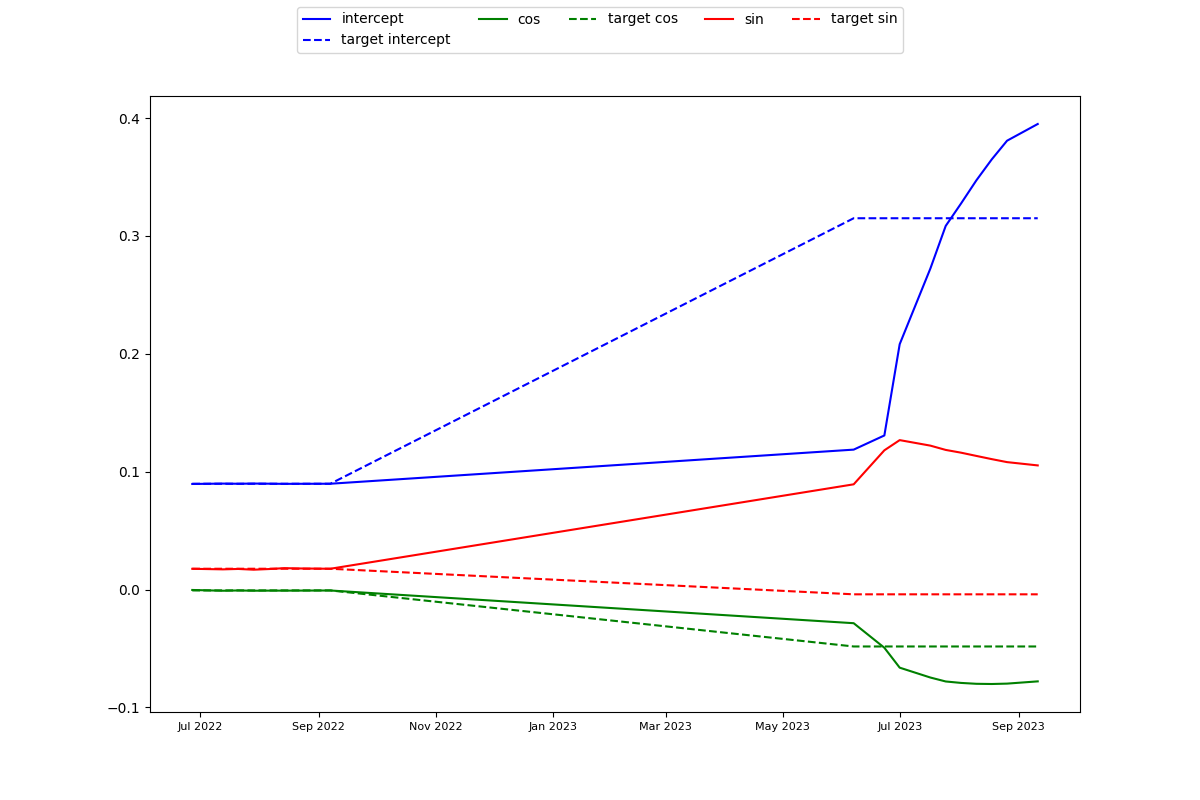 intercept cos target cos sin target sin
target intercept
0.4
0.3
0.2
0.1
0.0
−0.1
Jul 2022 Sep 2022 Nov 2022 Jan 2023 Mar 2023 May 2023 Jul 2023 Sep 2023